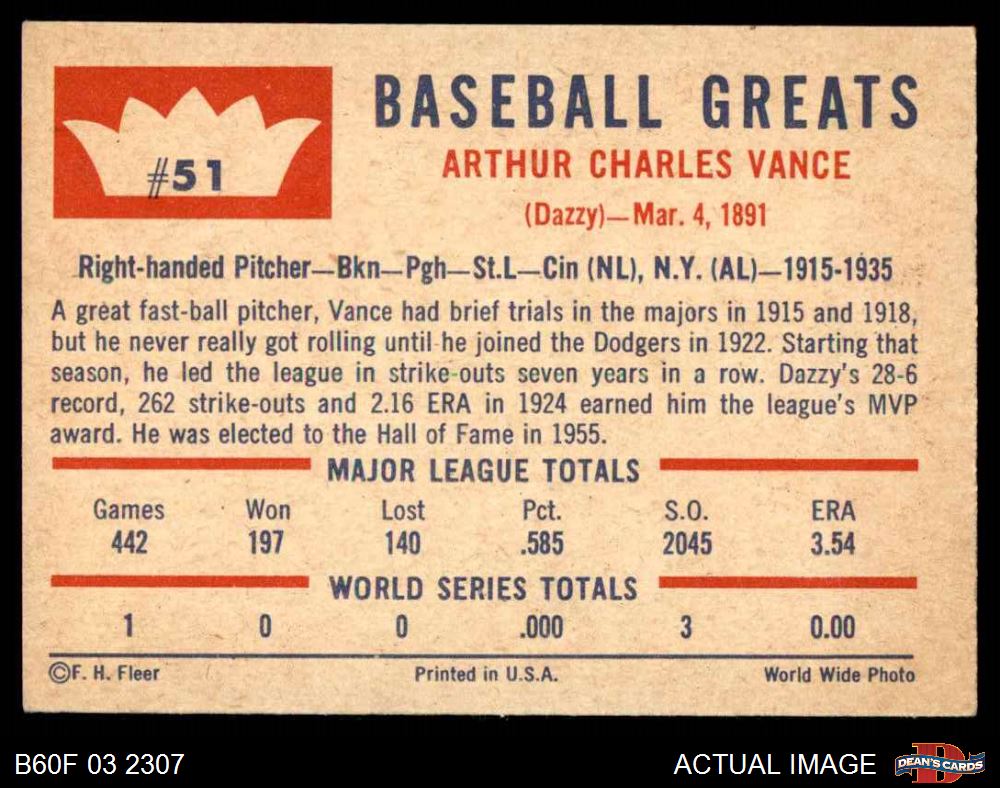 BASEBALL GREATS
#51
ARTHUR CHARLES VANCE
(Dazzy)—Mar. 4, 1891
Right-handed Pitcher—Bkn—Pgh—St.L—Cin (NL), N.Y. (AL)—1915-1935
A great fast-ball pitcher, Vance had brief trials in the majors in 1915 and 1918,
but he never really got rolling until he joined the Dodgers in 1922. Starting that
season, he led the league in strike-outs seven years in a row. Dazzy's 28-6
record, 262 strike-outs and 2.16 ERA in 1924 earned him the league's MVP
award. He was elected to the Hall of Fame in 1955.
MAJOR LEAGUE TOTALS
Games Won Lost Pct. S.O. ERA
442 197 140 .585 2045 3.54
WORLD SERIES TOTALS
1 0 0 .000 3 0.00
©F. H. Fleer Printed in U.S.A. World Wide Photo
B60F 03 2307 ACTUAL IMAGE
B
DEAN'S CARDS